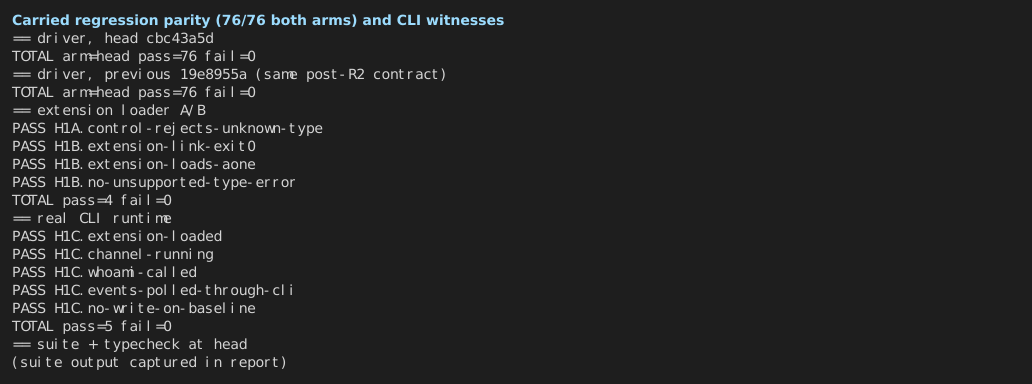 Carried regression parity (76/76 both arms) and CLI witnesses
== driver, head cbc43a5d
TOTAL arm=head pass=76 fail=0
== driver, previous 19e8955a (same post-R2 contract)
TOTAL arm=head pass=76 fail=0
== extension loader A/B
PASS H1A.control-rejects-unknown-type
PASS H1B.extension-link-exit0
PASS H1B.extension-loads-aone
PASS H1B.no-unsupported-type-error
TOTAL pass=4 fail=0
== real CLI runtime
PASS H1C.extension-loaded
PASS H1C.channel-running
PASS H1C.whoami-called
PASS H1C.events-polled-through-cli
PASS H1C.no-write-on-baseline
TOTAL pass=5 fail=0
== suite + typecheck at head
(suite output captured in report)